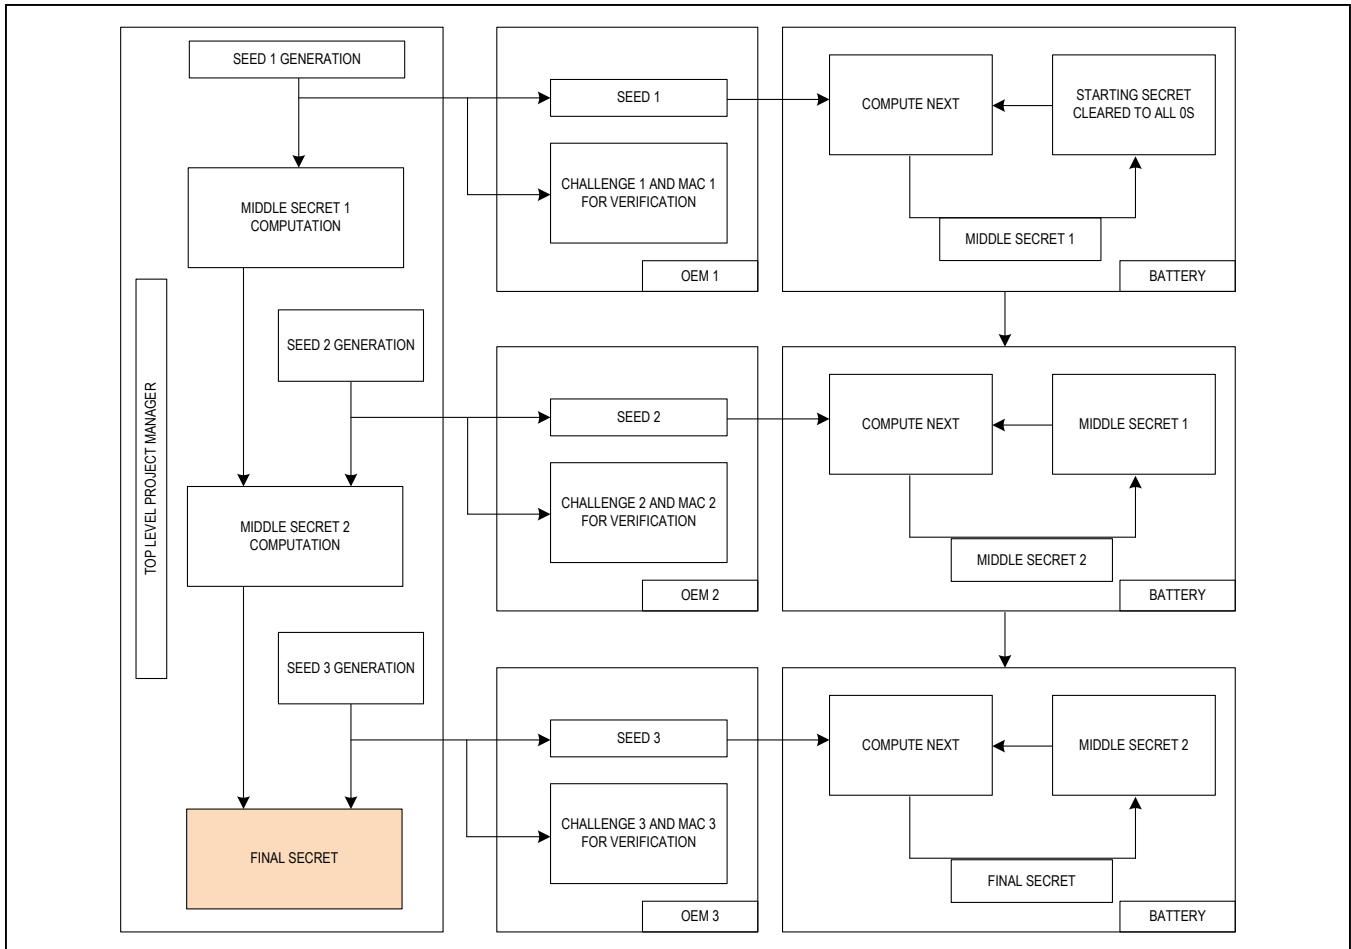 SEED 1 GENERATION
SEED 1
COMPUTE NEXT
STARTING SECRET
CLEARED TO ALL 0S
MIDDLE SECRET 1
COMPUTATION
CHALLENGE 1 AND MAC 1
FOR VERIFICATION
MIDDLE SECRET 1
OEM 1
BATTERY
TOP LEVEL PROJECT MANAGER
SEED 2 GENERATION
SEED 2
COMPUTE NEXT
MIDDLE SECRET 1
MIDDLE SECRET 2
COMPUTATION
CHALLENGE 2 AND MAC 2
FOR VERIFICATION
MIDDLE SECRET 2
OEM 2
BATTERY
SEED 3 GENERATION
SEED 3
COMPUTE NEXT
MIDDLE SECRET 2
FINAL SECRET
CHALLENGE 3 AND MAC 3
FOR VERIFICATION
FINAL SECRET
OEM 3
BATTERY